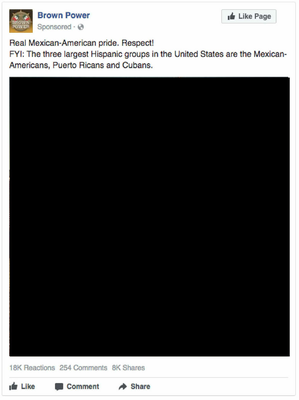 Brown Power
Like Page
Sponsored ·
Real Mexican-American pride. Respect!
FYI: The three largest Hispanic groups in the United States are the Mexican-
Americans, Puerto Ricans and Cubans.
18K Reactions 254 Comments 8K Shares
Like Comment Share